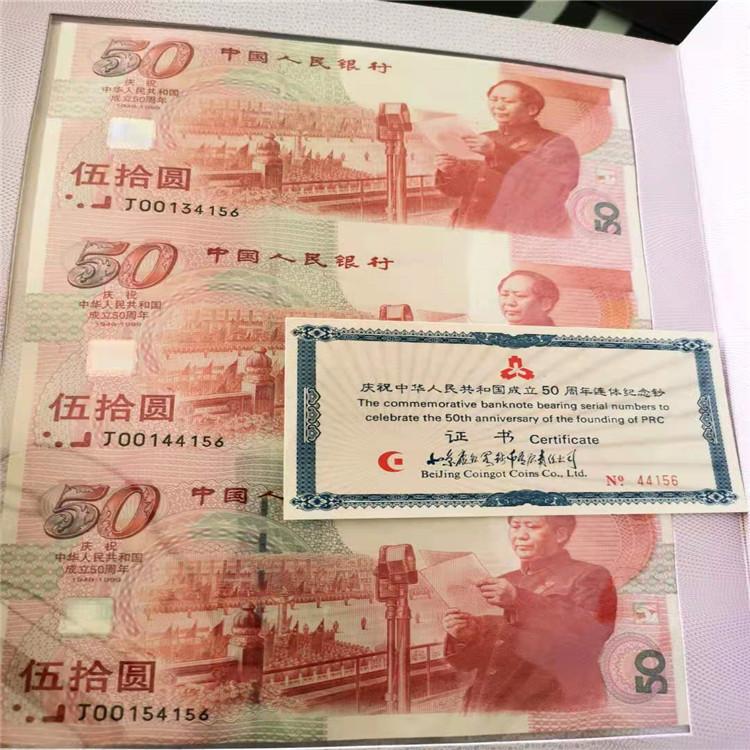 50 中国人民银行
庆祝
中华人民共和国
成立50周年
1949-1999
伍拾圆
J00134156
50
50 中国人民银行
庆祝
中华人民共和国
成立50周年
1949-1999
伍拾圆
J00144156
庆祝中华人民共和国成立50周年连体纪念钞
The commemorative banknote bearing serial numbers to
celebrate the 50th anniversary of the founding of PRC
证书 Certificate
BeiJing Coingot Coins Co., Ltd.
Nº 44156
50 中国人
庆祝
中华人民共和国
成立50周年
1949-1999
伍拾圆
J00154156
50